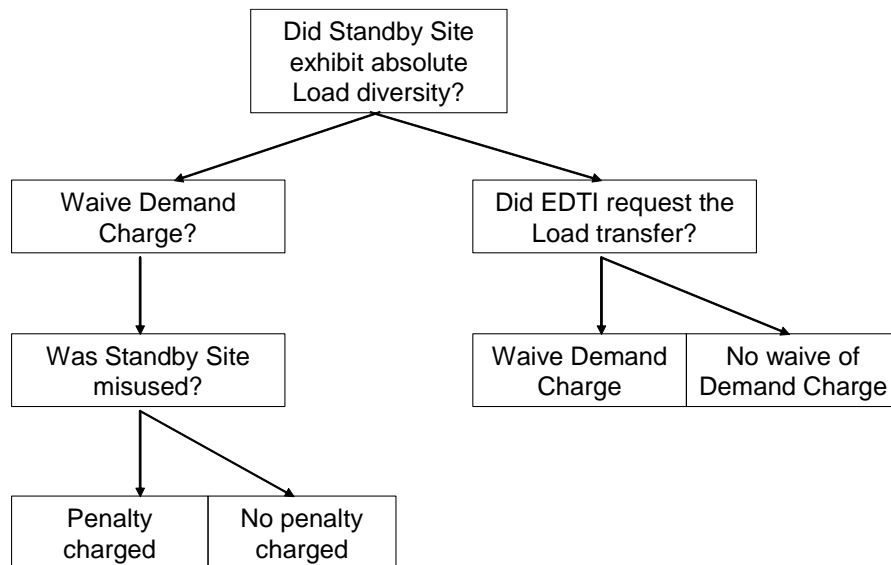 Did Standby Site
exhibit absolute
Load diversity?
Waive Demand
Charge?
Did EDTI request the
Load transfer?
Was Standby Site
misused?
Waive Demand
Charge
No waive of
Demand Charge
Penalty
charged
No penalty
charged